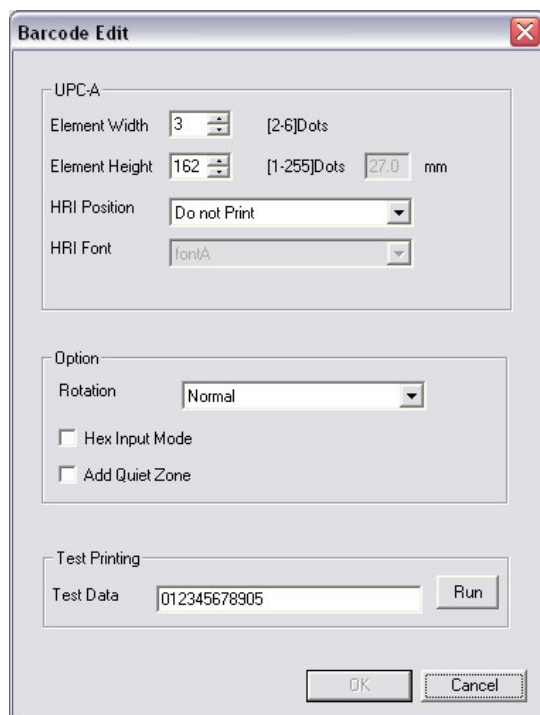 Barcode Edit
UPC-A
Element Width 3 [2-6]Dots
Element Height 162 [1-255]Dots 27.0 mm
HRI Position Do not Print
HRI Font fontA
Option
Rotation Normal
Hex Input Mode
Add Quiet Zone
Test Printing
Test Data 012345678905 Run
OK Cancel